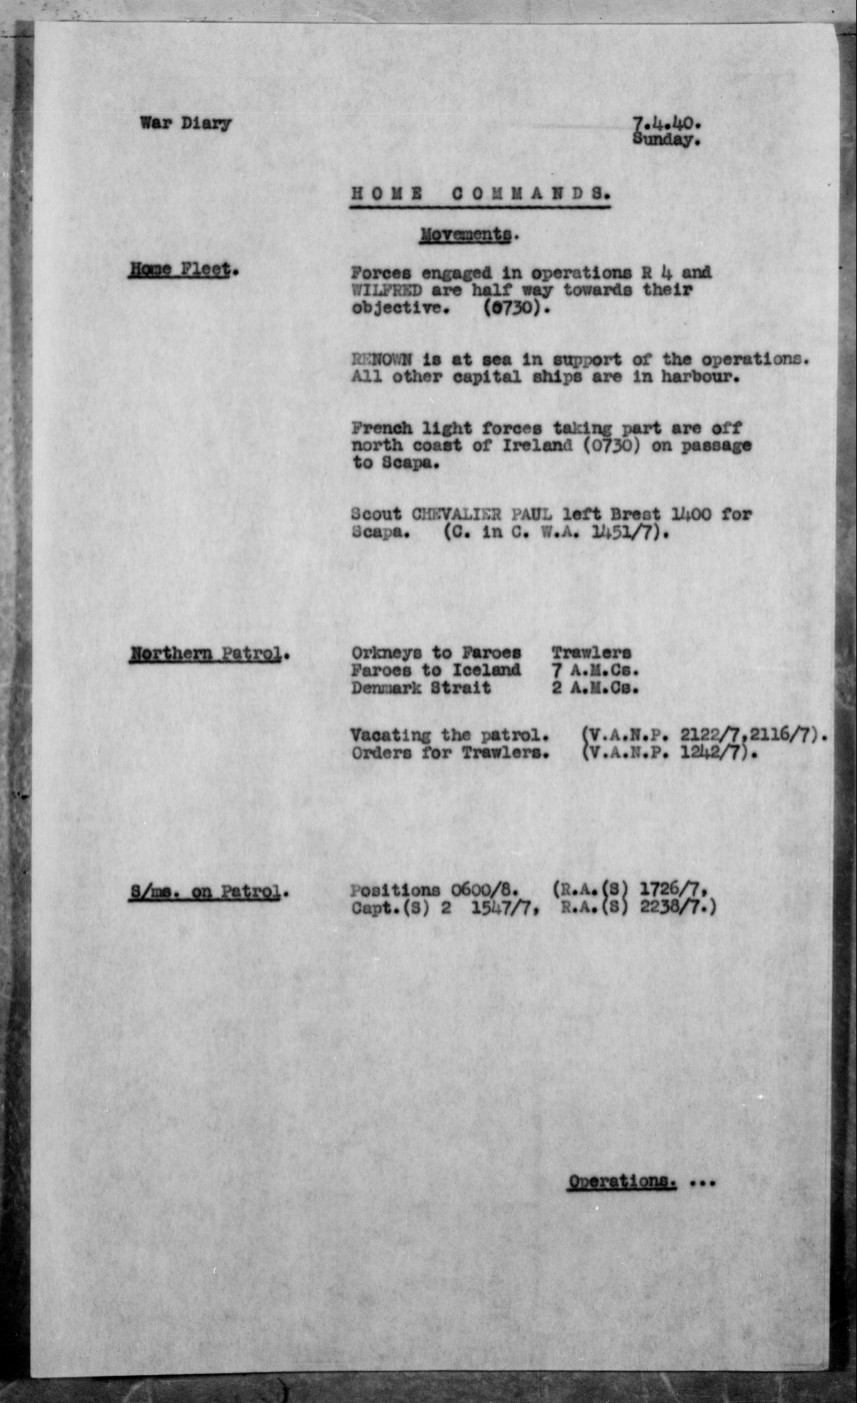 War Diary
7.4.40.
Sunday.
HOME COMMANDS.
Movements.
Home Fleet.
Forces engaged in operations R 4 and
WILFRED are half way towards their
objective. (0730).
RENOWN is at sea in support of the operations.
All other capital ships are in harbour.
French light forces taking part are off
north coast of Ireland (0730) on passage
to Scapa.
Scout CHEVALIER PAUL left Brest 1400 for
Scapa. (C. in C. W.A. 1451/7).
Northern Patrol.
Orkneys to Faroes Trawlers
Faroes to Iceland 7 A.M.Cs.
Denmark Strait 2 A.M.Cs.
Vacating the patrol. (V.A.N.P. 2122/7,2116/7).
Orders for Trawlers. (V.A.N.P. 1242/7).
S/ms. on Patrol.
Positions 0600/8. (R.A.(S) 1726/7,
Capt.(S) 2 1547/7, R.A.(S) 2238/7.)
Operations. ...